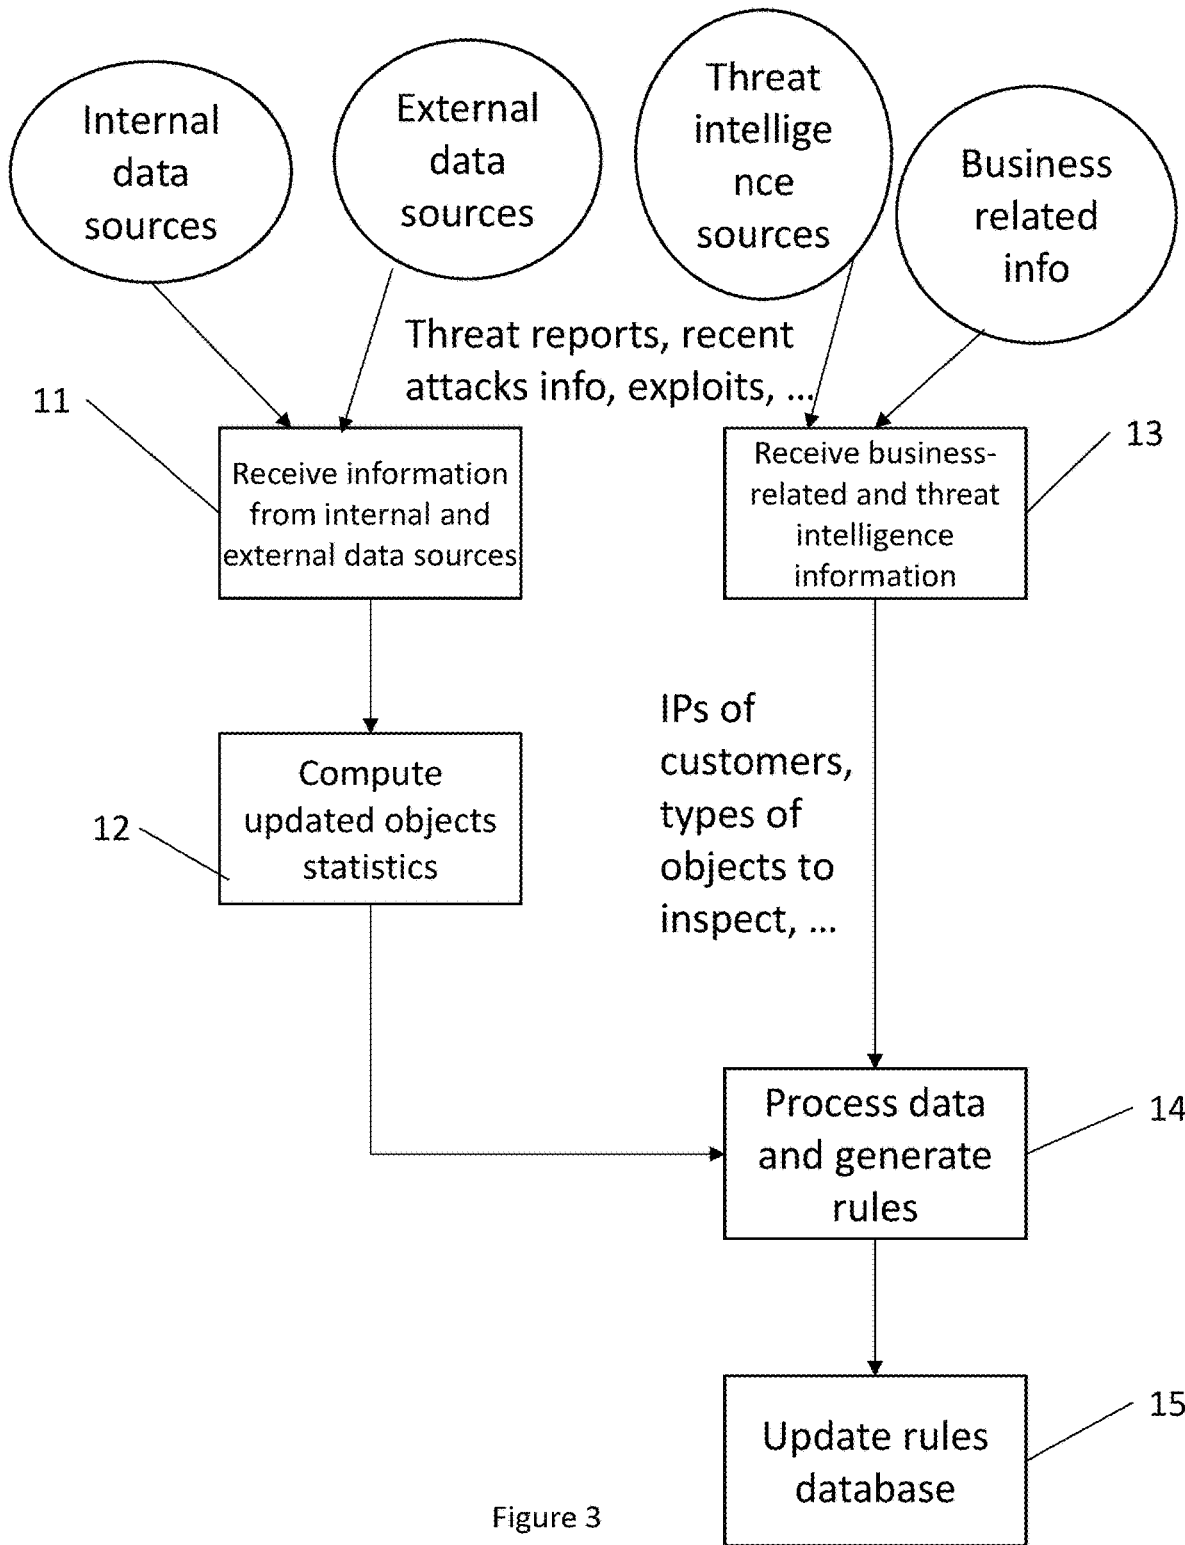 Internal
data
sources
External
data
sources
Threat
intellige
nce
sources
Business
related
info
Threat reports, recent
attacks info, exploits, ...
11
Receive information
from internal and
external data sources
13
Receive business-
related and threat
intelligence
information
12
Compute
updated objects
statistics
IPs of
customers,
types of
objects to
inspect, ...
Process data
and generate
rules
14
Update rules
database
15
Figure 3